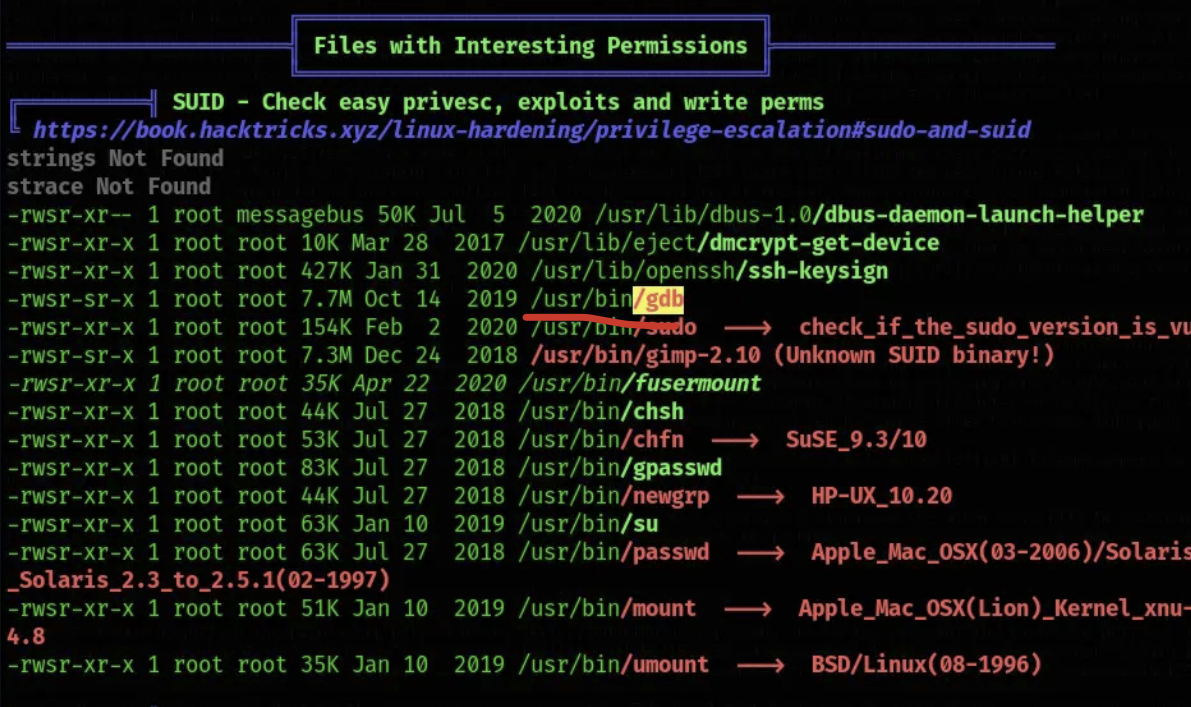 Files with Interesting Permissions
SUID - Check easy privesc, exploits and write perms
https://book.hacktricks.xyz/linux-hardening/privilege-escalation#sudo-and-suid
strings Not Found
strace Not Found
-rwsr-xr-- 1 root messagebus 50K Jul  5  2020 /usr/lib/dbus-1.0/dbus-daemon-launch-helper
-rwsr-xr-x 1 root root 10K Mar 28  2017 /usr/lib/eject/dmcrypt-get-device
-rwsr-xr-x 1 root root 427K Jan 31  2020 /usr/lib/openssh/ssh-keysign
-rwsr-sr-x 1 root root 7.7M Oct 14  2019 /usr/bin/gdb
-rwsr-xr-x 1 root root 154K Feb  2  2020 /usr/bin/sudo  --->  check_if_the_sudo_version_is_vu
-rwsr-sr-x 1 root root 7.3M Dec 24  2018 /usr/bin/gimp-2.10 (Unknown SUID binary!)
-rwsr-xr-x 1 root root 35K Apr 22  2020 /usr/bin/fusermount
-rwsr-xr-x 1 root root 44K Jul 27  2018 /usr/bin/chsh
-rwsr-xr-x 1 root root 53K Jul 27  2018 /usr/bin/chfn  --->  SuSE_9.3/10
-rwsr-xr-x 1 root root 83K Jul 27  2018 /usr/bin/gpasswd
-rwsr-xr-x 1 root root 44K Jul 27  2018 /usr/bin/newgrp  --->  HP-UX_10.20
-rwsr-xr-x 1 root root 63K Jan 10  2019 /usr/bin/su
-rwsr-xr-x 1 root root 63K Jul 27  2018 /usr/bin/passwd  --->  Apple_Mac_OSX(03-2006)/Solaris
_Solaris_2.3_to_2.5.1(02-1997)
-rwsr-xr-x 1 root root 51K Jan 10  2019 /usr/bin/mount  --->  Apple_Mac_OSX(Lion)_Kernel_xnu-
4.8
-rwsr-xr-x 1 root root 35K Jan 10  2019 /usr/bin/umount  --->  BSD/Linux(08-1996)